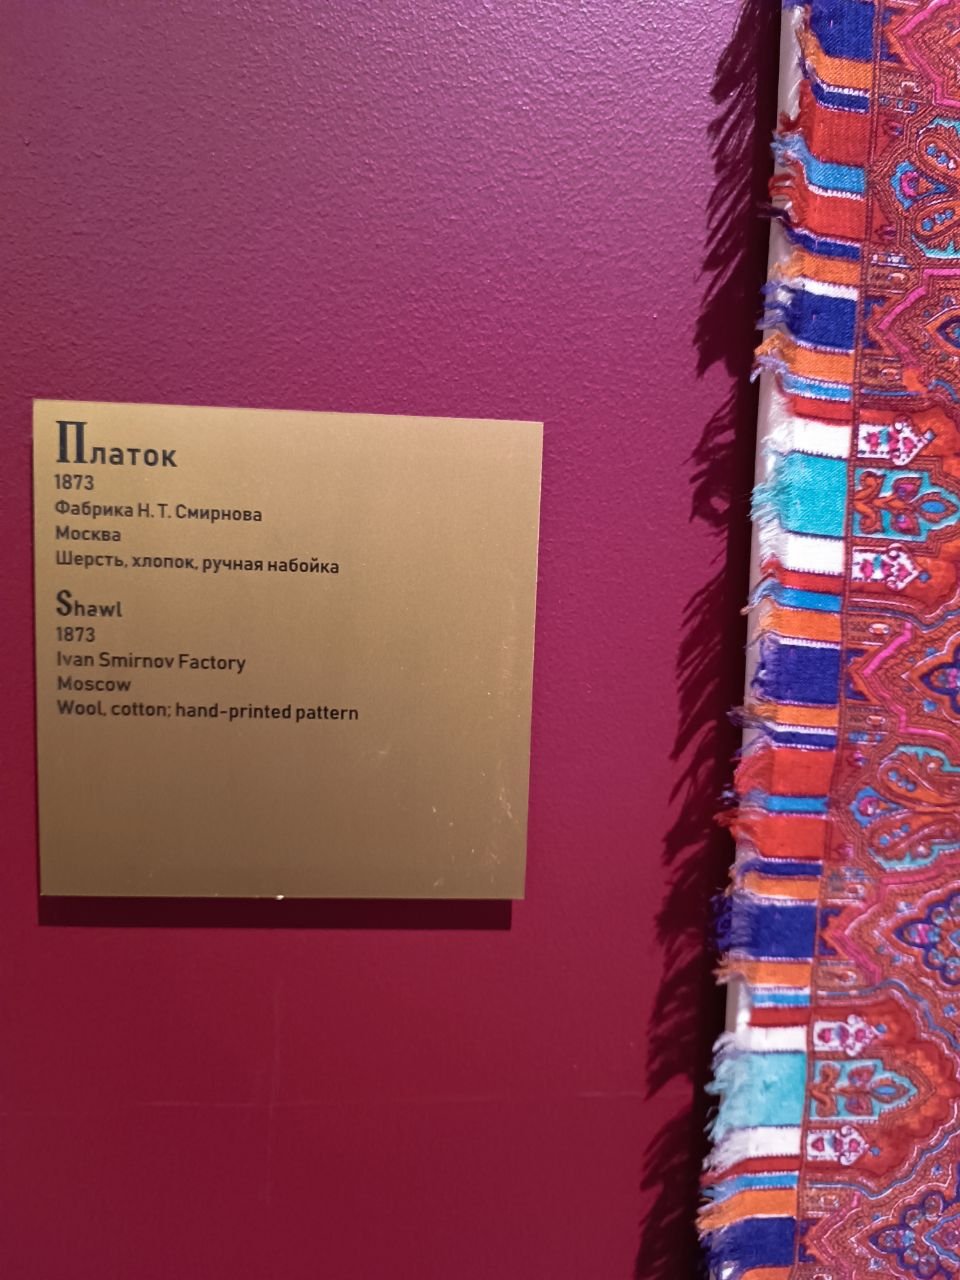 Платок
1873
Фабрика Н. Т. Смирнова
Москва
Шерсть, хлопок, ручная набойка
Shawl
1873
Ivan Smirnov Factory
Moscow
Wool, cotton; hand-printed pattern